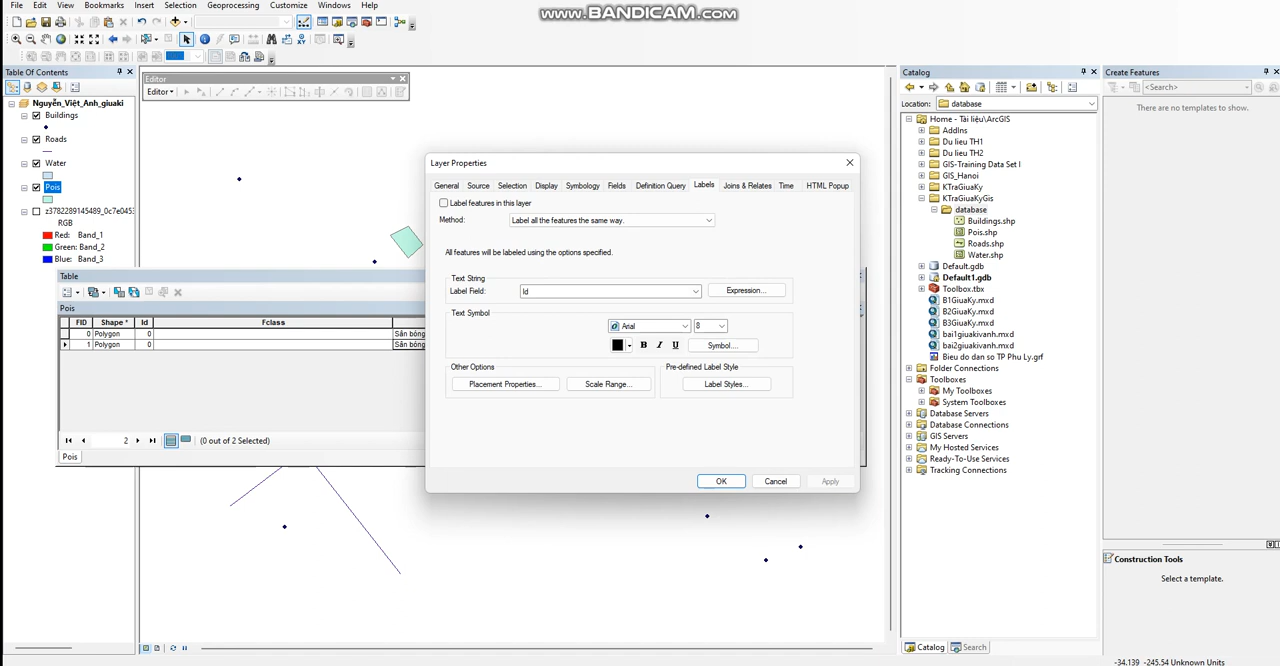 File Edit View Bookmarks Insert Selection Geoprocessing Customize Windows Help
www.BANDICAM.com
Table Of Contents
Nguyễn_Việt_Anh_giuaki
Buildings
Roads
Water
Pois
z3782289145489_0c7e0453
RGB
Red: Band_1
Green: Band_2
Blue: Band_3
Editor
Editor
Table
Pois
FID Shape * Id Fclass
0 Polygon 0 Sân bóng
1 Polygon 0 Sân bóng
2 (0 out of 2 Selected)
Pois
Layer Properties
General Source Selection Display Symbology Fields Definition Query Labels Joins & Relates Time HTML Popup
Label features in this layer
Method: Label all the features the same way.
All features will be labeled using the options specified.
Text String
Label Field: Id Expression...
Text Symbol
Arial 8
B I U Symbol...
Other Options Pre-defined Label Style
Placement Properties... Scale Range... Label Styles...
OK Cancel Apply
Catalog
Location: database
Home - Tài liệu\ArcGIS
AddIns
Du lieu TH1
Du lieu TH2
GIS-Training Data Set I
GIS_Hanoi
KTraGiuaKy
KTraGiuaKyGis
database
Buildings.shp
Pois.shp
Roads.shp
Water.shp
Default.gdb
Default1.gdb
Toolbox.tbx
B1GiuaKy.mxd
B2GiuaKy.mxd
B3GiuaKy.mxd
bai1giuakivanh.mxd
bai2giuakivanh.mxd
Bieu do dan so TP Phu Ly.grf
Folder Connections
Toolboxes
My Toolboxes
System Toolboxes
Database Servers
Database Connections
GIS Servers
My Hosted Services
Ready-To-Use Services
Tracking Connections
Catalog Search
Create Features
<Search>
There are no templates to show.
Construction Tools
Select a template.
-34.139 -245.54 Unknown Units